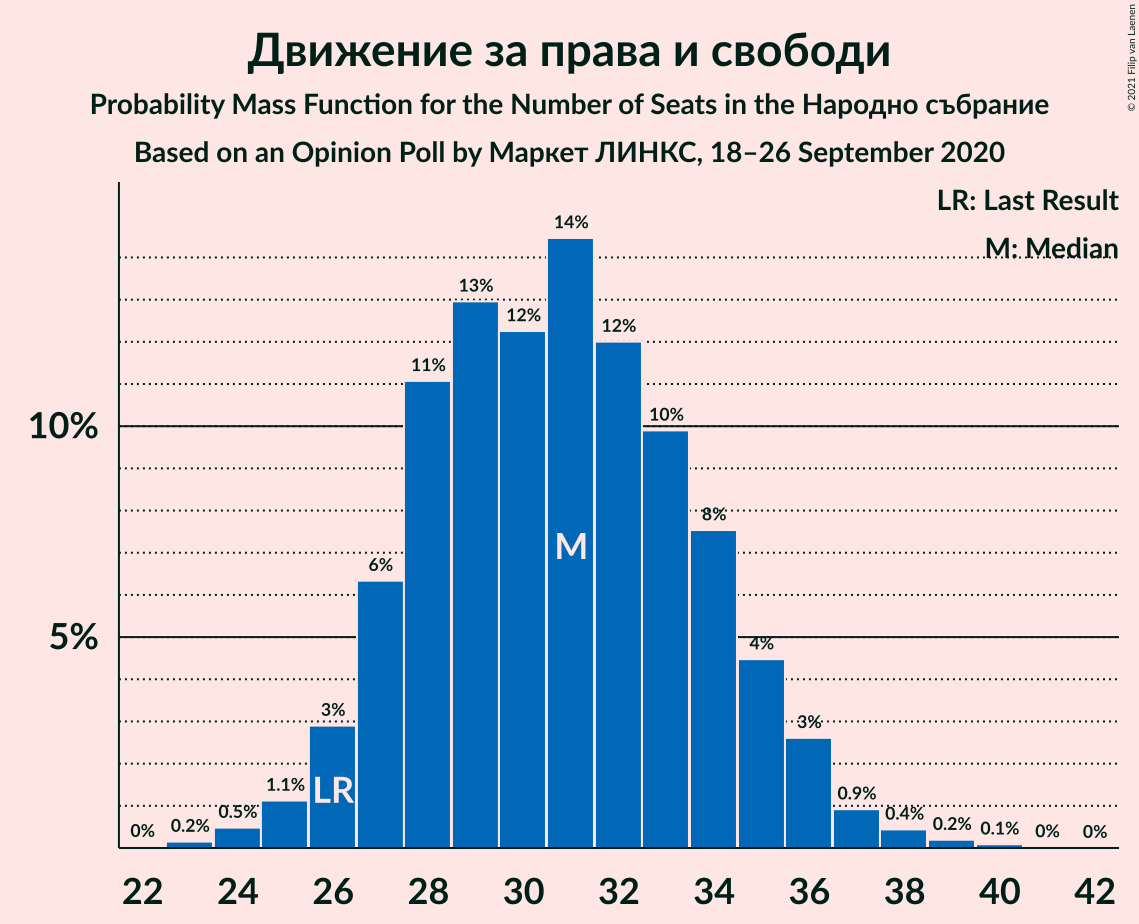 Движение за права и свободи
Probability Mass Function for the Number of Seats in the Народно събрание
Based on an Opinion Poll by Маркет ЛИНКС, 18–26 September 2020
© 2021 Filip van Laenen
LR: Last Result
M: Median
14%
13%
12%
12%
11%
10%
10%
8%
M
6%
5%
4%
3%
3%
LR
1.1%
0.9%
0.5%
0.4%
0%
0.2%
0.2%
0.1%
0%
0%
22 24 26 28 30 32 34 36 38 40 42